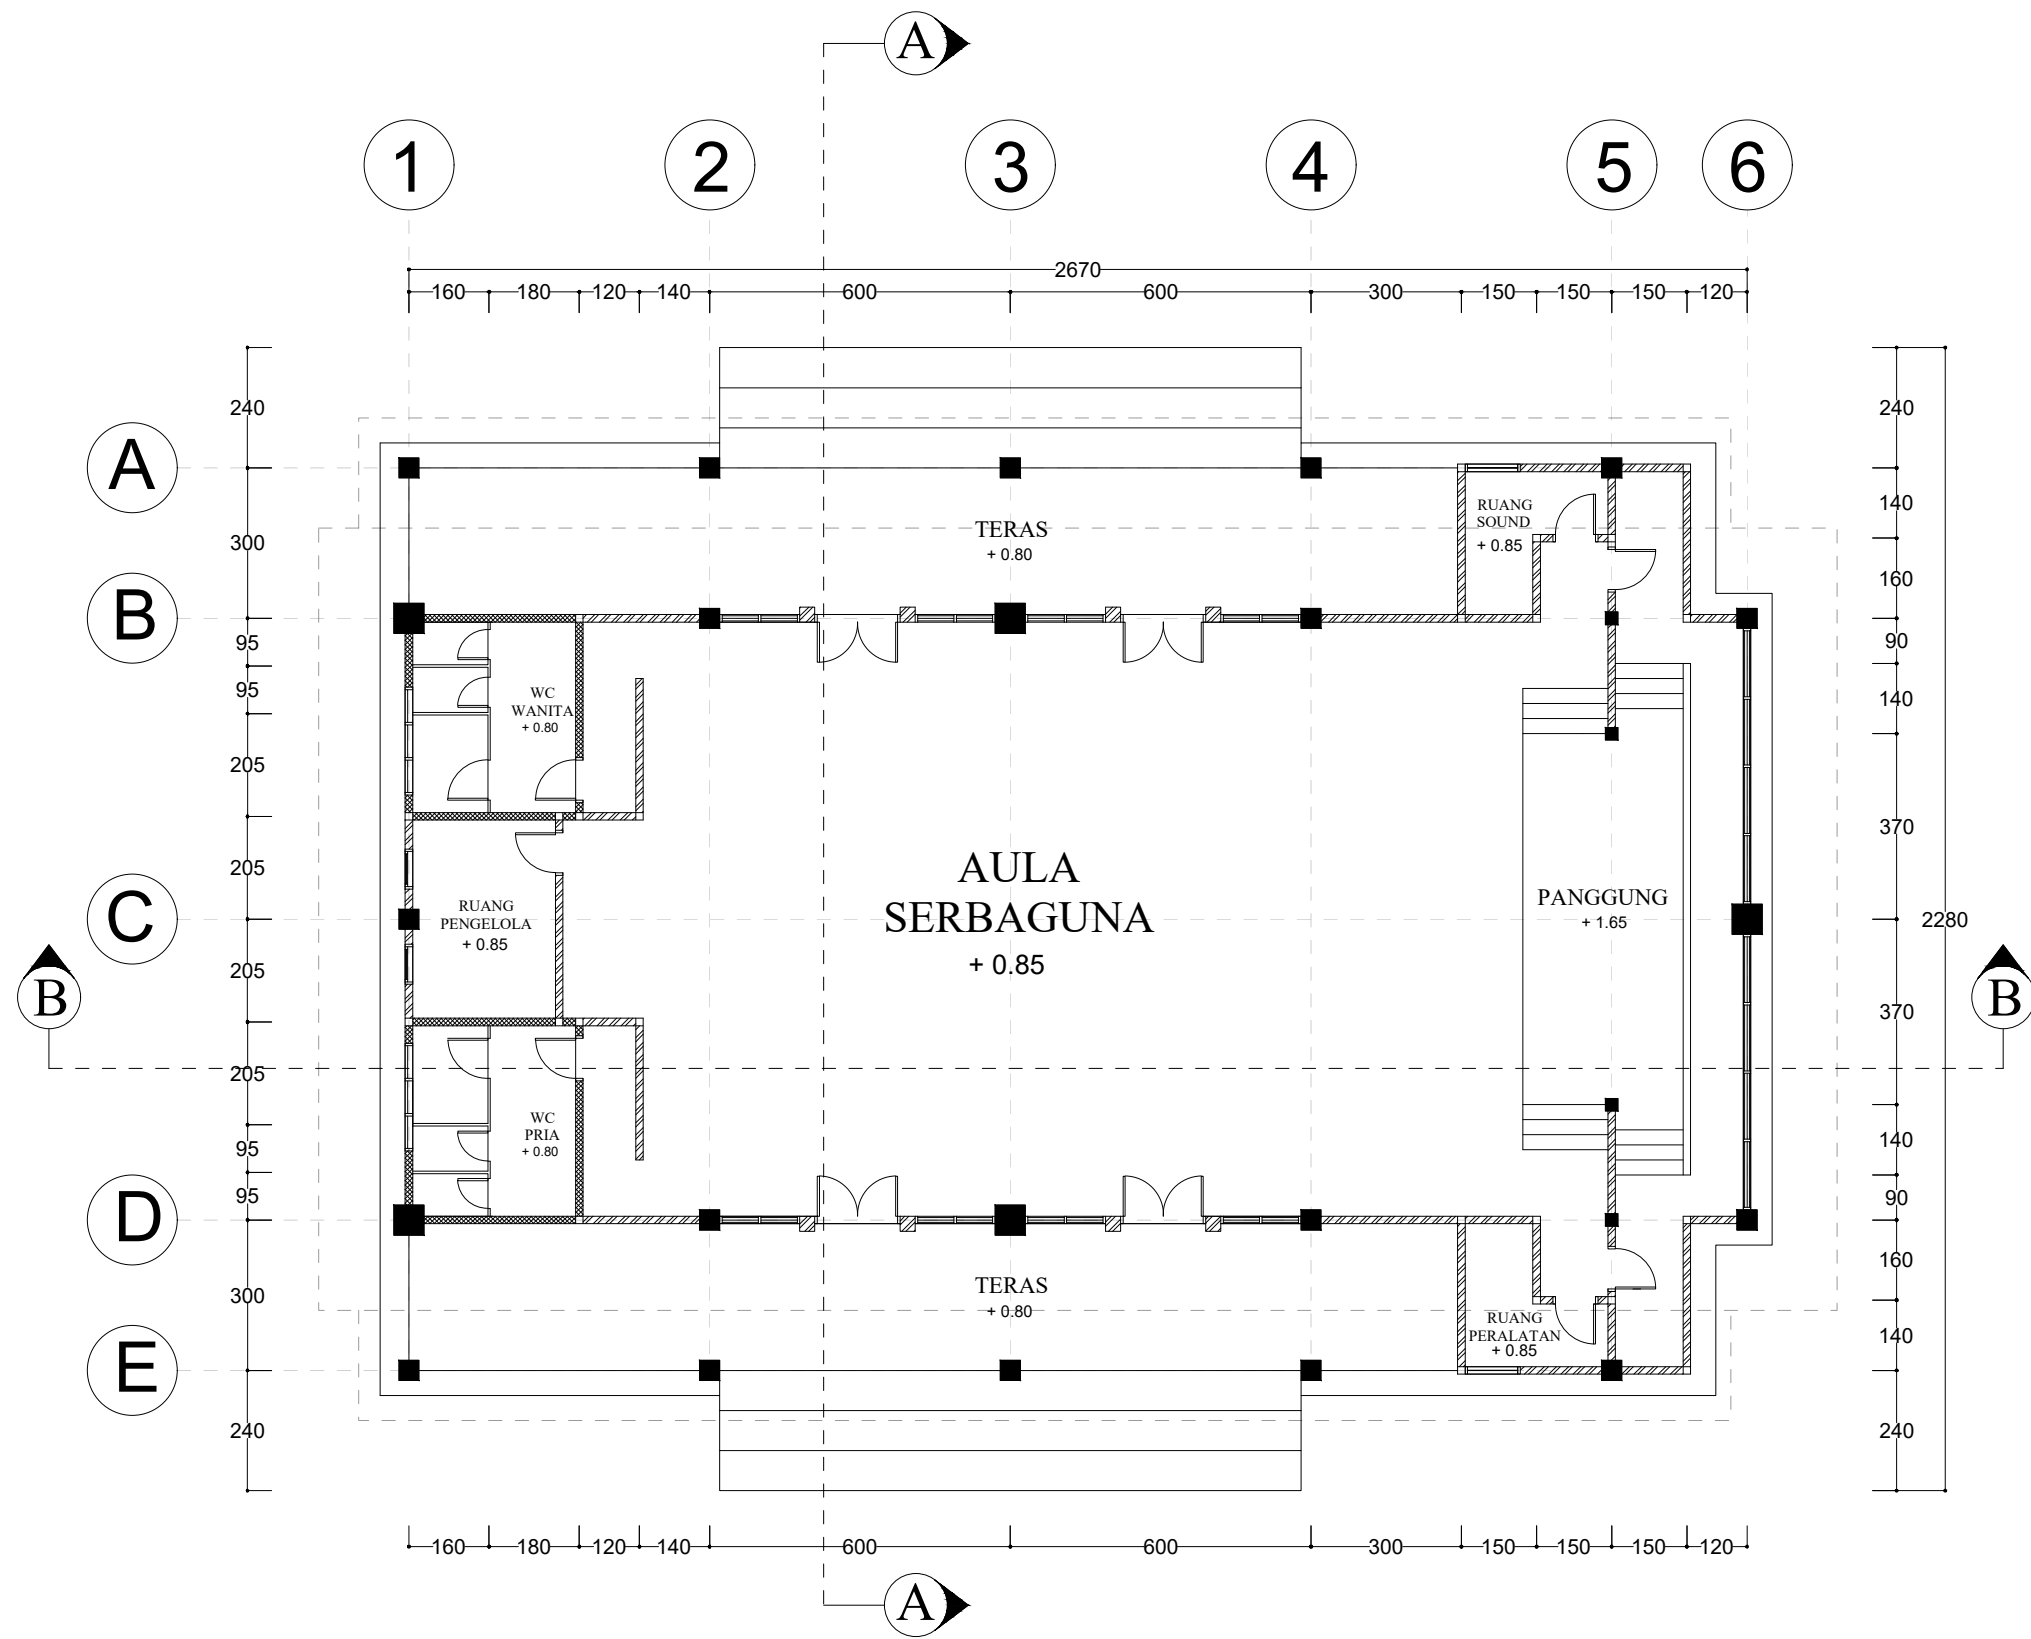 A
1 2 3 4 5 6
2670
160 180 120 140 600 600 300 150 150 150 120
240 240
A
RUANG
SOUND
+ 0.85
140
TERAS
+ 0.80
300
160
B
95 90
WC
WANITA
+ 0.80
95 140
205
370
205
AULA
SERBAGUNA
+ 0.85
PANGGUNG
+ 1.65
RUANG
PENGELOLA
+ 0.85
C
2280
205
B B
370
205
WC
PRIA
+ 0.80
95 140
95 90
D
160
TERAS
+ 0.80
300
RUANG
PERALATAN
+ 0.85
140
E
240 240
160 180 120 140 600 600 300 150 150 150 120
A